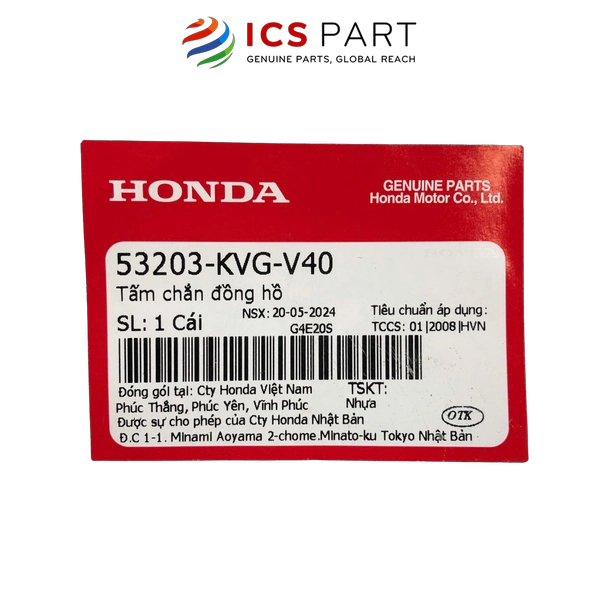 ICS PART
GENUINE PARTS, GLOBAL REACH
HONDA
GENUINE PARTS
Honda Motor Co., Ltd.
53203-KVG-V40
Tấm chắn đồng hồ
SL: 1 Cái
NSX: 20-05-2024
G4E20S
Tiêu chuẩn áp dụng:
TCCS: 01|2008|HVN
Đóng gói tại: Cty Honda Việt Nam
Phúc Thắng, Phúc Yên, Vĩnh Phúc
TSKT:
Nhựa
OTK
Được sự cho phép của Cty Honda Nhật Bản
Đ.C 1-1. Minami Aoyama 2-chome.Minato-ku Tokyo Nhật Bản